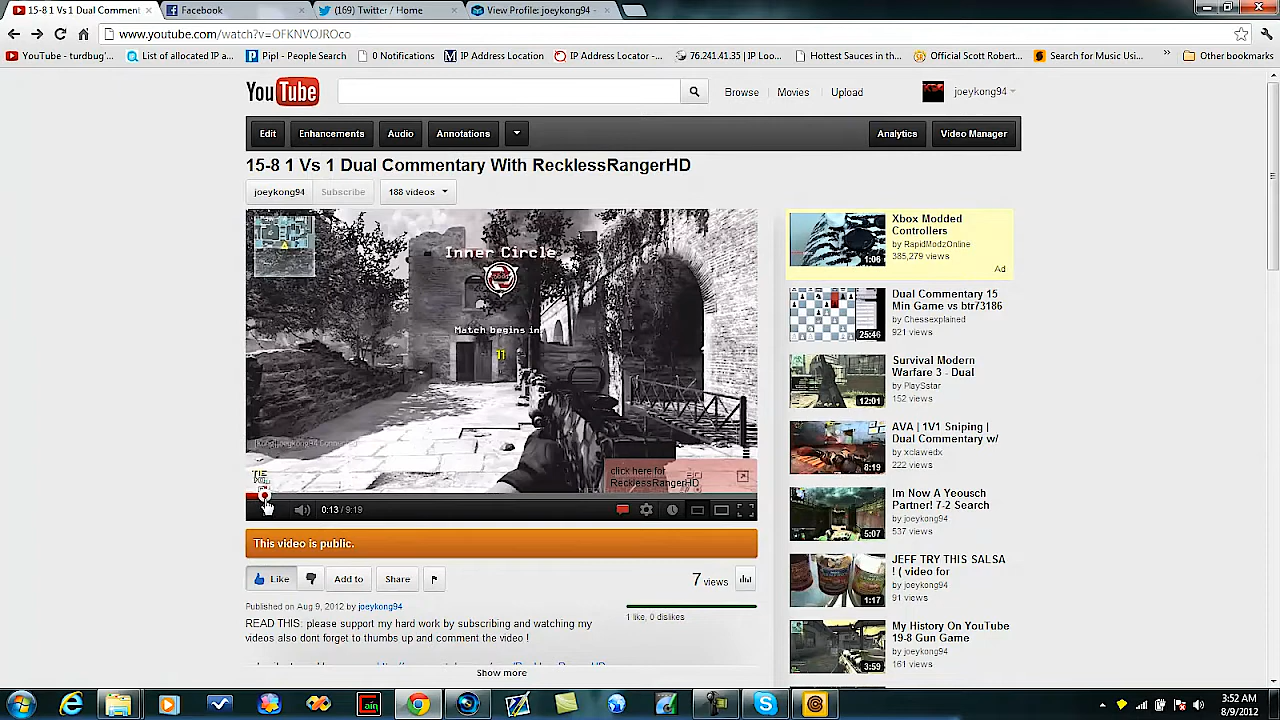 15-8 1 Vs 1 Dual Comment
Facebook
(169) Twitter / Home
View Profile: joeykong94 -
www.youtube.com/watch?v=OFKNVOJROco
YouTube - turdbug'...
List of allocated IP a...
Pipl - People Search
0 Notifications
IP Address Location
IP Address Locator -...
76.241.41.35 | IP Loo...
Hottest Sauces in th...
Official Scott Robert...
Search for Music Usi...
»
Other bookmarks
YouTube
Browse
Movies
Upload
joeykong94
Edit
Enhancements
Audio
Annotations
Analytics
Video Manager
15-8 1 Vs 1 Dual Commentary With RecklessRangerHD
joeykong94
Subscribe
188 videos
Inner Circle
Match begins in:
11
TIE
click here for
RecklessRangerHD
0:13 / 9:19
This video is public.
Like
Add to
Share
7 views
Published on Aug 9, 2012 by joeykong94
1 like, 0 dislikes
READ THIS: please support my hard work by subscribing and watching my
videos also dont forget to thumbs up and comment the video !
Show more
1:06
Xbox Modded
Controllers
by RapidModzOnline
385,279 views
Ad
25:46
Dual Commentary 15
Min Game vs btr73186
by Chessexplained
921 views
12:01
Survival Modern
Warfare 3 - Dual
by PlaySstar
152 views
8:19
AVA | 1V1 Sniping |
Dual Commentary w/
by xclawedx
222 views
5:07
Im Now A Yeousch
Partner! 7-2 Search
by joeykong94
537 views
1:17
JEFF TRY THIS SALSA
! ( video for
by joeykong94
91 views
3:59
My History On YouTube
19-8 Gun Game
by joeykong94
161 views
cain
3:52 AM
8/9/2012